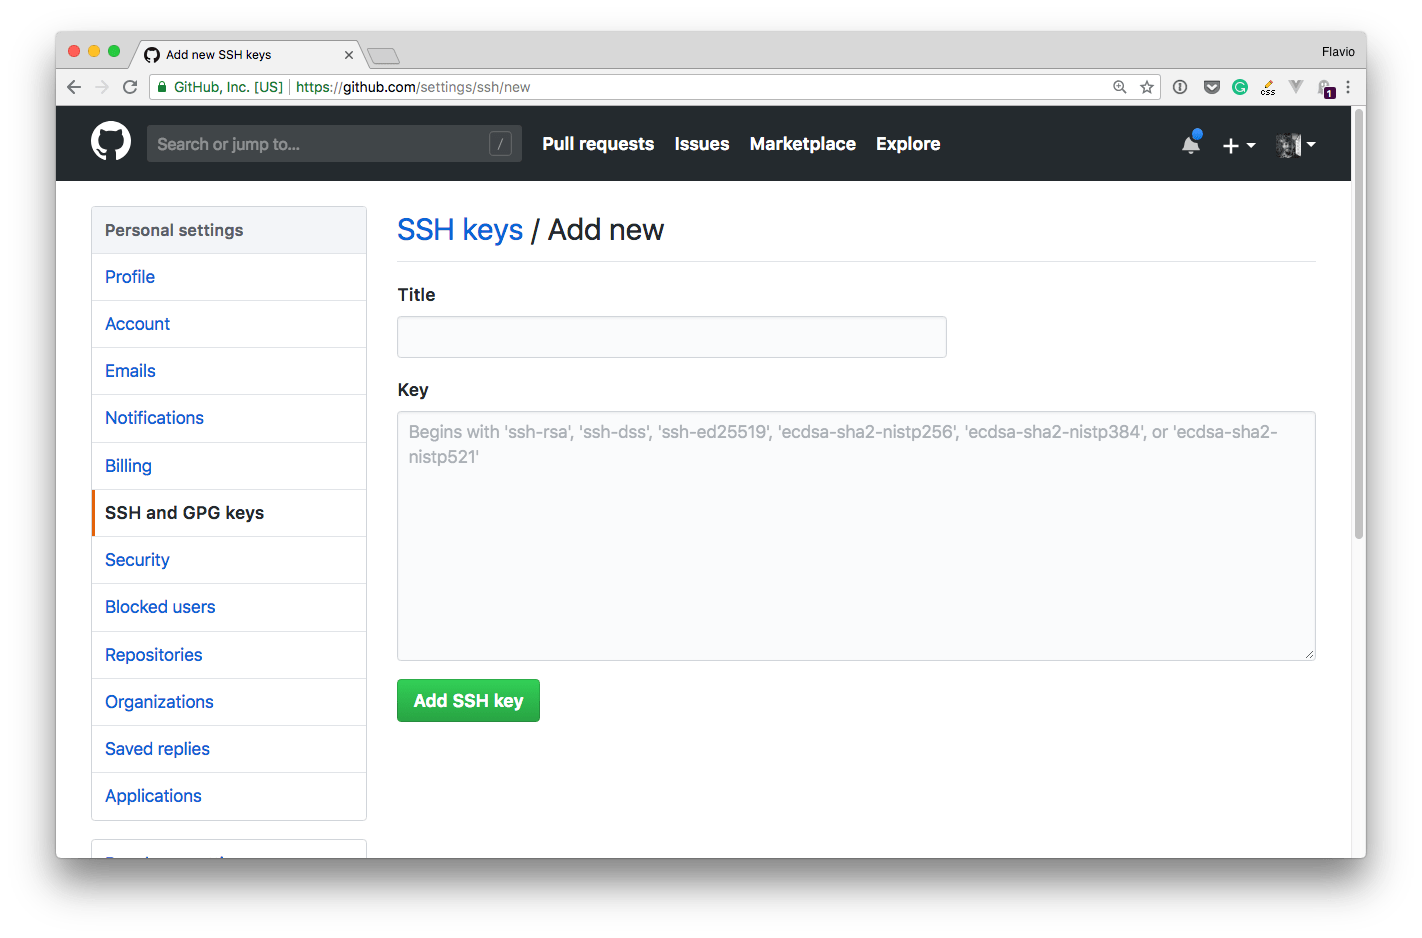 Add new SSH keys
Flavio
GitHub, Inc. [US] https://github.com/settings/ssh/new
css
1
Search or jump to... /
Pull requests Issues Marketplace Explore
Personal settings
Profile
Account
Emails
Notifications
Billing
SSH and GPG keys
Security
Blocked users
Repositories
Organizations
Saved replies
Applications
SSH keys / Add new
Title
Key
Begins with 'ssh-rsa', 'ssh-dss', 'ssh-ed25519', 'ecdsa-sha2-nistp256', 'ecdsa-sha2-nistp384', or 'ecdsa-sha2-
nistp521'
Add SSH key